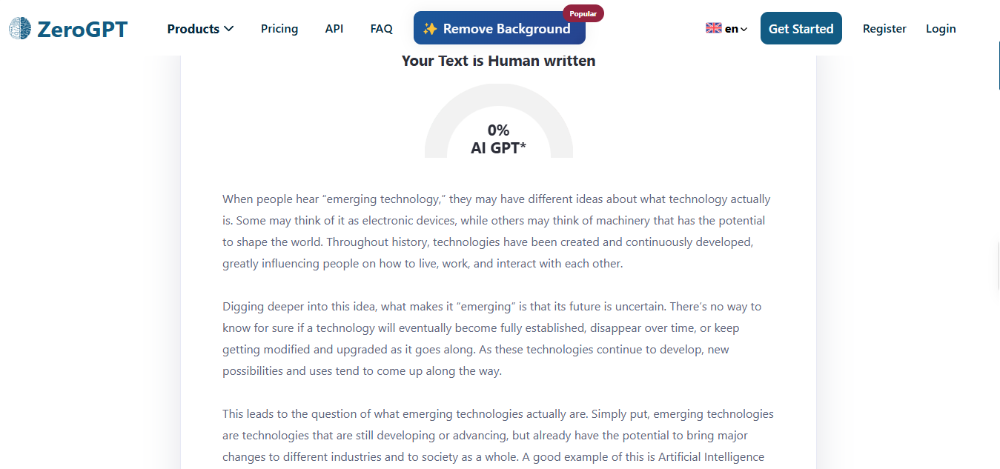 ZeroGPT
Products
Pricing
API
FAQ
✨ Remove Background
Popular
en
Get Started
Register
Login
Your Text is Human written
0%
AI GPT*
When people hear “emerging technology,” they may have different ideas about what technology actually
is. Some may think of it as electronic devices, while others may think of machinery that has the potential
to shape the world. Throughout history, technologies have been created and continuously developed,
greatly influencing people on how to live, work, and interact with each other.
Digging deeper into this idea, what makes it “emerging” is that its future is uncertain. There’s no way to
know for sure if a technology will eventually become fully established, disappear over time, or keep
getting modified and upgraded as it goes along. As these technologies continue to develop, new
possibilities and uses tend to come up along the way.
This leads to the question of what emerging technologies actually are. Simply put, emerging technologies
are technologies that are still developing or advancing, but already have the potential to bring major
changes to different industries and to society as a whole. A good example of this is Artificial Intelligence